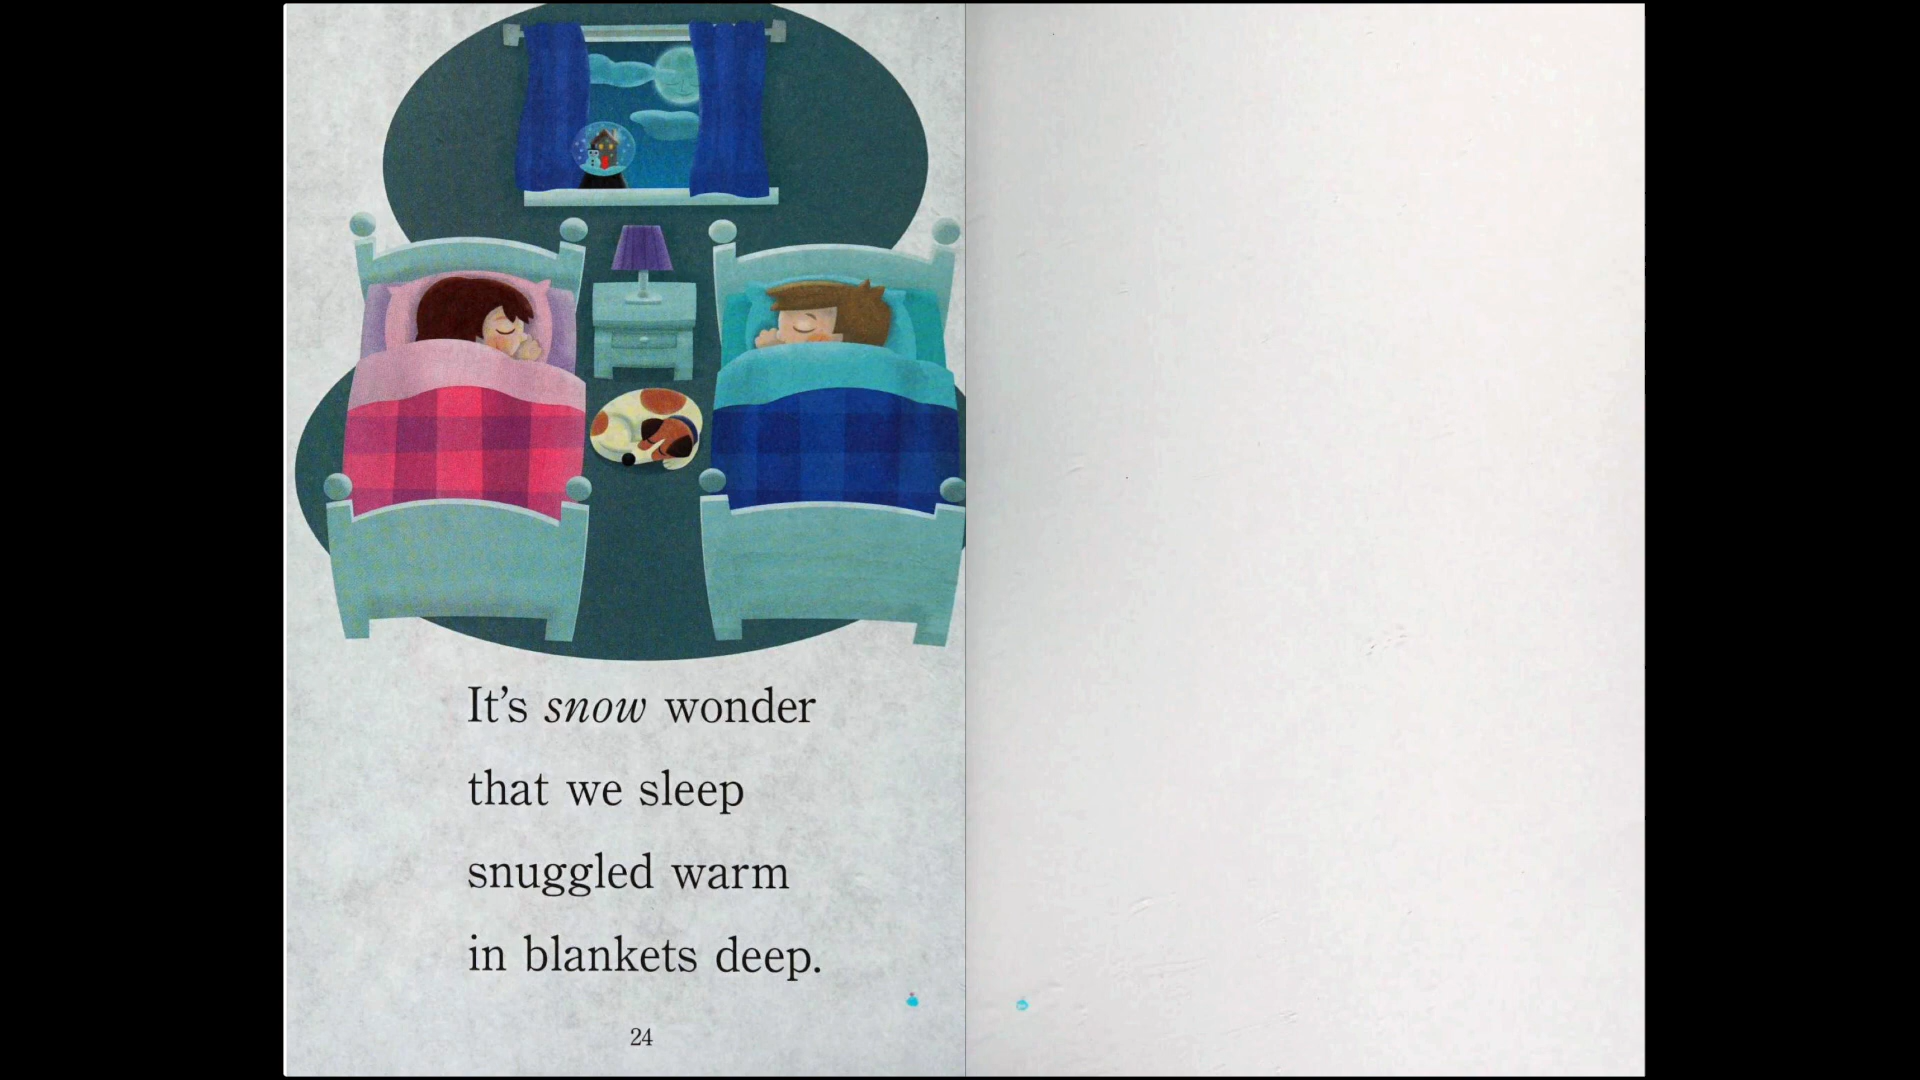 It’s snow wonder
that we sleep
snuggled warm
in blankets deep.
24